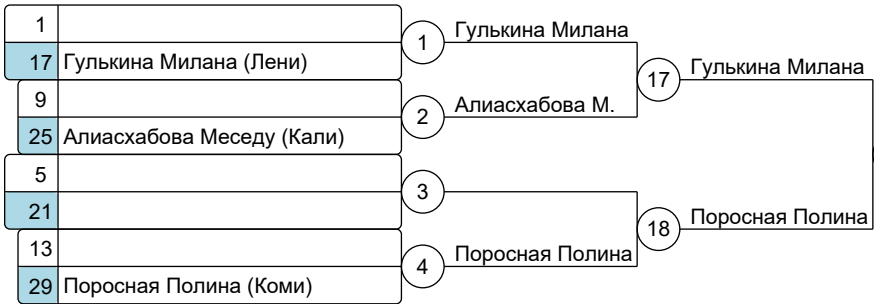 1
17 Гулькина Милана (Лени)
9
25 Алиасхабова Меседу (Кали)
5
21
13
29 Поросная Полина (Коми)
1
2
3
4
Гулькина Милана
Алиасхабова М.
Поросная Полина
17
18
Гулькина Милана
Поросная Полина